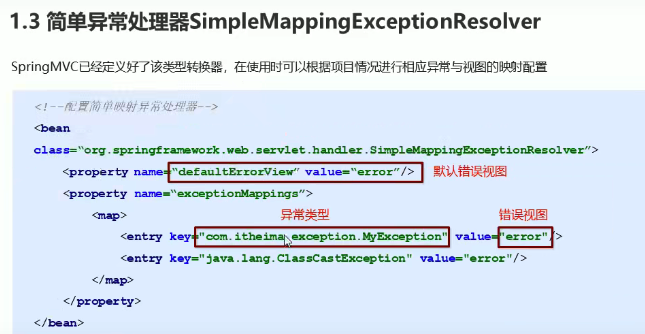 1.3 简单异常处理器SimpleMappingExceptionResolver
SpringMVC已经定义好了该类型转换器，在使用时可以根据项目情况进行相应异常与视图的映射配置
<!--配置简单映射异常处理器-->
<bean
class="org.springframework.web.servlet.handler.SimpleMappingExceptionResolver">
<property name="defaultErrorView" value="error"/> 默认错误视图
<property name="exceptionMappings">
<map> 异常类型 错误视图
<entry key="com.itheima.exception.MyException" value="error"/>
<entry key="java.lang.ClassCastException" value="error"/>
</map>
</property>
</bean>